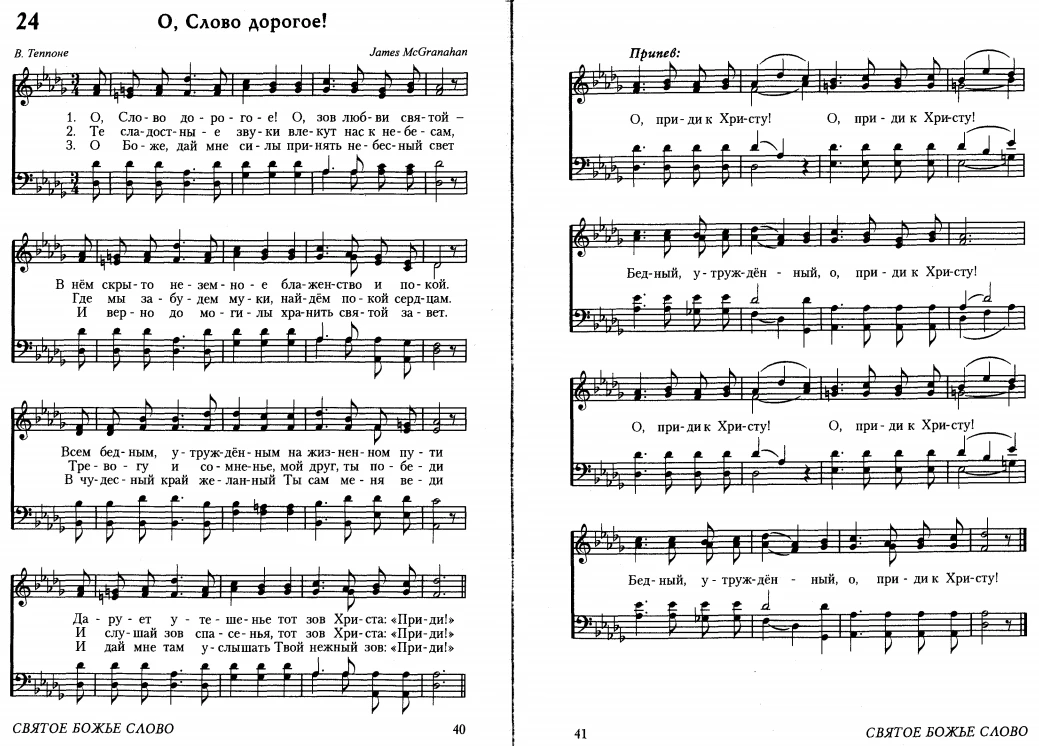 24
О, Слово дорогое!
В. Теппоне
James McGranahan
1. О, Сло- во до - ро - го - е! О, зов люб- ви свя-той –
2. Те сла-дост- ны - е зву - ки влекут нас к не-бе - сам,
3. О Бо- же, дай мне си - лы принять не - бес-ный свет
В нём скры- то не - зем - но - е бла - жен-ство и по - кой.
Где мы за - бу - дем му - ки, най-дём по - кой серд-цам.
И вер - но до мо - ги - лы хра-нить свя-той за - вет.
Всем бед- ным, у - труж-дён- ным на жиз- нен- ном пу - ти
Тре - во - гу и со - мне-нье, мой друг, ты по - бе - ди
В чу-дес - ный край же - лан-ный Ты сам ме - ня ве - ди
Да - ру - ет у - те - ше-нье тот зов Хри-ста: «При-ди!»
И слу - шай зов спа - се-нья, тот зов Хри-ста: «При-ди!»
И дай мне там у - слышать Твой нежный зов: «При-ди!»
СВЯТОЕ БОЖЬЕ СЛОВО
40
Припев:
О, при-ди к Хри-сту! О, при - ди к Хри-сту!
Бед-ный, у - труж-дён - ный, о, при - ди к Хри-сту!
О, при-ди к Хри-сту! О, при - ди к Хри-сту!
Бед-ный, у - труж-дён - ный, о, при - ди к Хри-сту!
41
СВЯТОЕ БОЖЬЕ СЛОВО